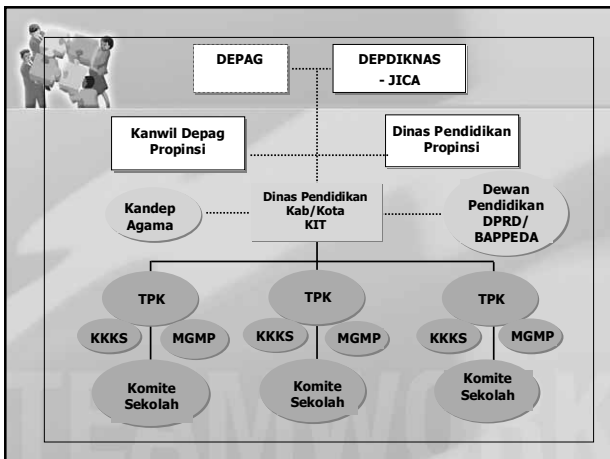 DEPAG
DEPDIKNAS
- JICA
Kanwil Depag
Propinsi
Dinas Pendidikan
Propinsi
Kandep
Agama
Dinas Pendidikan
Kab/Kota
KIT
Dewan
Pendidikan
DPRD/
BAPPEDA
TPK
TPK
TPK
KKKS
MGMP
KKKS
MGMP
KKKS
MGMP
Komite
Sekolah
Komite
Sekolah
Komite
Sekolah
TEAMWORK